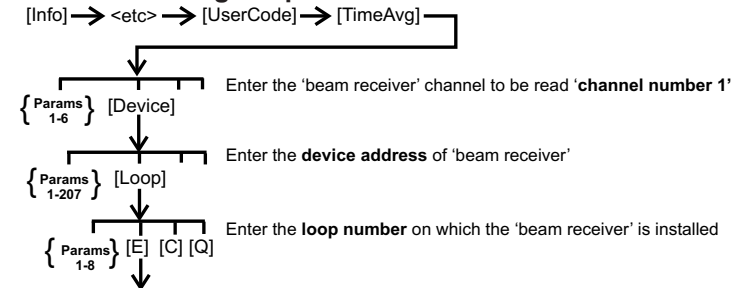 [Info] <etc> [UserCode] [TimeAvg]
Enter the ‘beam receiver’ channel to be read ‘channel number 1’
{ Params 1-6 } [Device]
Enter the device address of ‘beam receiver’
{ Params 1-207 } [Loop]
Enter the loop number on which the ‘beam receiver’ is installed
{ Params 1-8 } [E] [C] [Q]